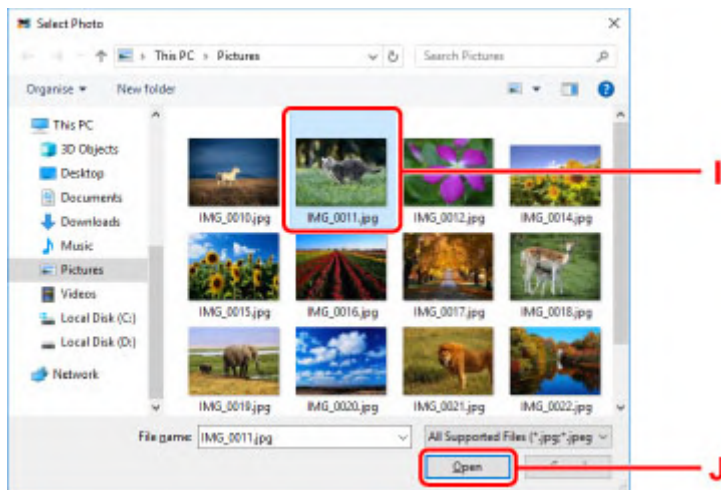 Select Photo
This PC › Pictures
Search Pictures
Organise
New folder
This PC
3D Objects
Desktop
Documents
Downloads
Music
Pictures
Videos
Local Disk (C:)
Local Disk (D:)
Network
IMG_0010.jpg IMG_0011.jpg IMG_0012.jpg IMG_0014.jpg
I
IMG_0015.jpg IMG_0016.jpg IMG_0017.jpg IMG_0018.jpg
IMG_0019.jpg IMG_0020.jpg IMG_0021.jpg IMG_0022.jpg
File name: IMG_0011.jpg All Supported Files (*.jpg;*.jpeg
Open
J